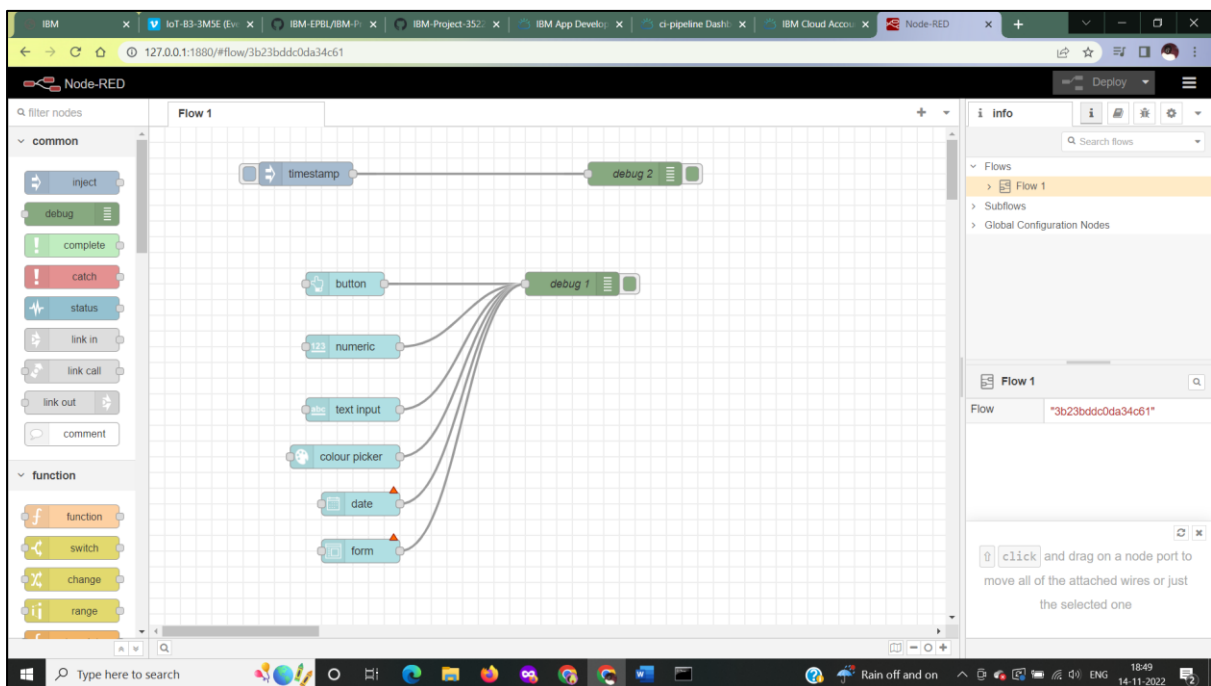 IBM
IoT-B3-3M5E (Eve
IBM-EPBL/IBM-Pr
IBM-Project-3522
IBM App Develop
ci-pipeline Dashb
IBM Cloud Accou
Node-RED
127.0.0.1:1880/#flow/3b23bddc0da34c61
Node-RED
Deploy
filter nodes
Flow 1
i info
i
Search flows
common
inject
debug
complete
catch
status
link in
link call
link out
comment
function
function
switch
change
range
timestamp
debug 2
button
debug 1
123 numeric
abc text input
colour picker
date
form
Flows
Flow 1
Subflows
Global Configuration Nodes
Flow 1
Flow
"3b23bddc0da34c61"
⇧ click and drag on a node port to
move all of the attached wires or just
the selected one
Type here to search
Rain off and on
ENG
18:49
14-11-2022